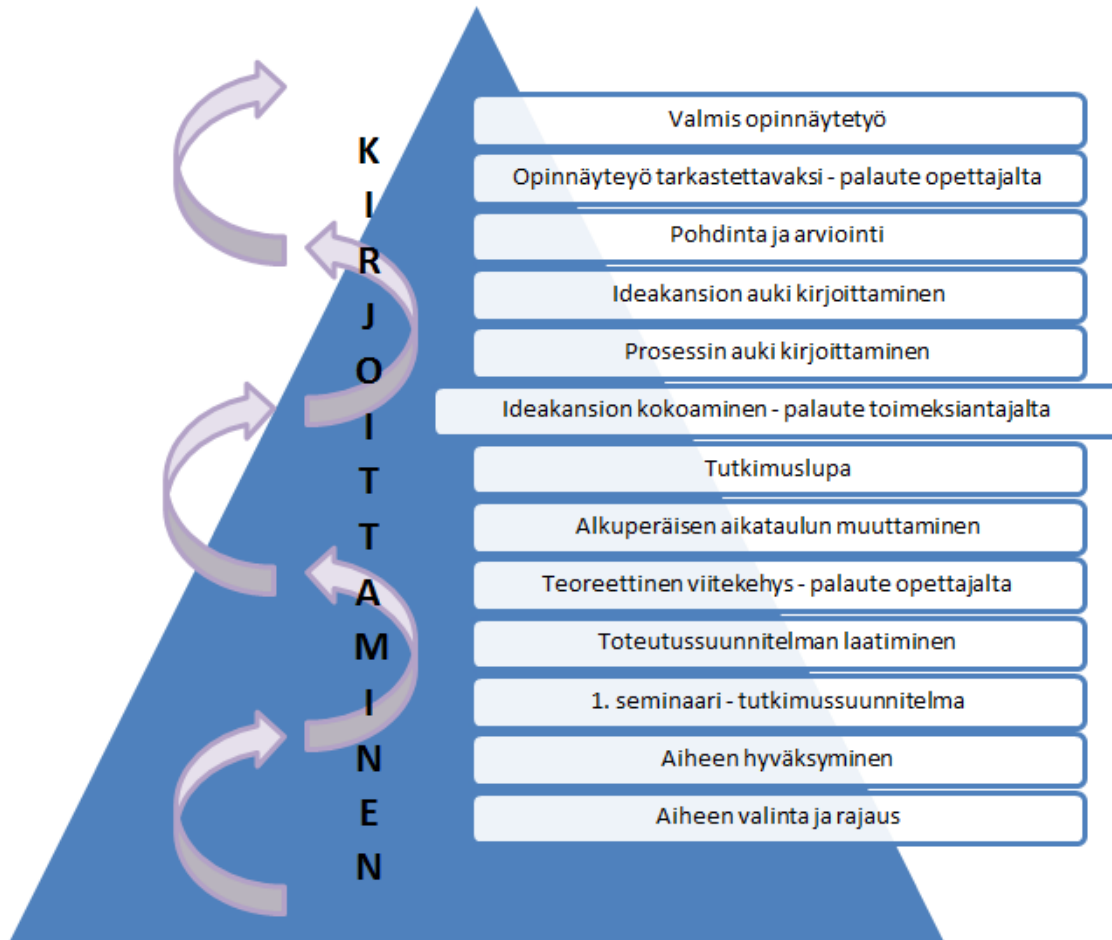 KIRJOITTAMINEN
Valmis opinnäytetyö
Opinnäyteyö tarkastettavaksi - palaute opettajalta
Pohdinta ja arviointi
Ideakansion auki kirjoittaminen
Prosessin auki kirjoittaminen
Ideakansion kokoaminen - palaute toimeksiantajalta
Tutkimuslupa
Alkuperäisen aikataulun muuttaminen
Teoreettinen viitekehys - palaute opettajalta
Toteutussuunnitelman laatiminen
1. seminaari - tutkimussuunnitelma
Aiheen hyväksyminen
Aiheen valinta ja rajaus